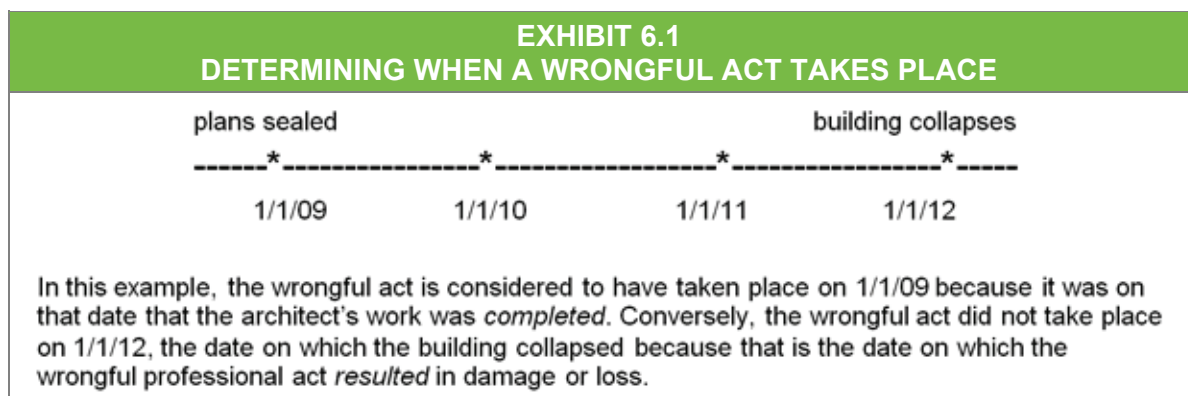 EXHIBIT 6.1
DETERMINING WHEN A WRONGFUL ACT TAKES PLACE
plans sealed building collapses
------*----------------*------------------*-----------------*-----
1/1/09 1/1/10 1/1/11 1/1/12
In this example, the wrongful act is considered to have taken place on 1/1/09 because it was on
that date that the architect's work was completed. Conversely, the wrongful act did not take place
on 1/1/12, the date on which the building collapsed because that is the date on which the
wrongful professional act resulted in damage or loss.